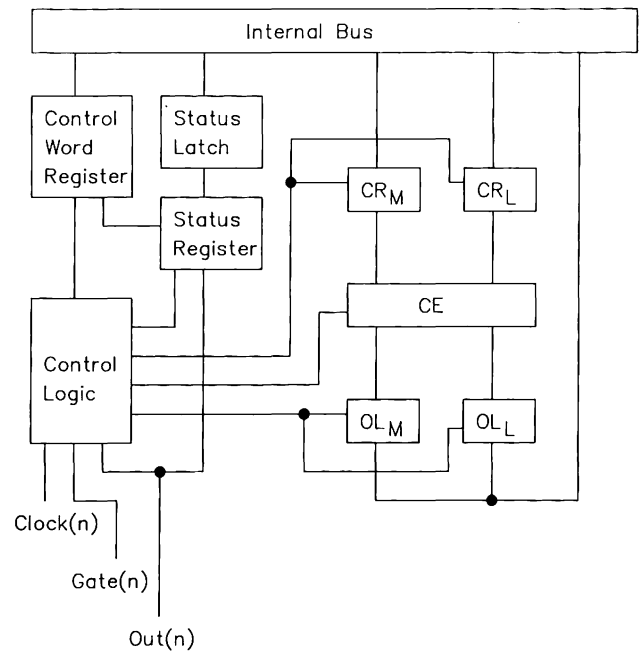 Internal Bus
Control
Word
Register
Status
Latch
CR_M
CR_L
Status
Register
CE
Control
Logic
OL_M
OL_L
Clock(n)
Gate(n)
Out(n)